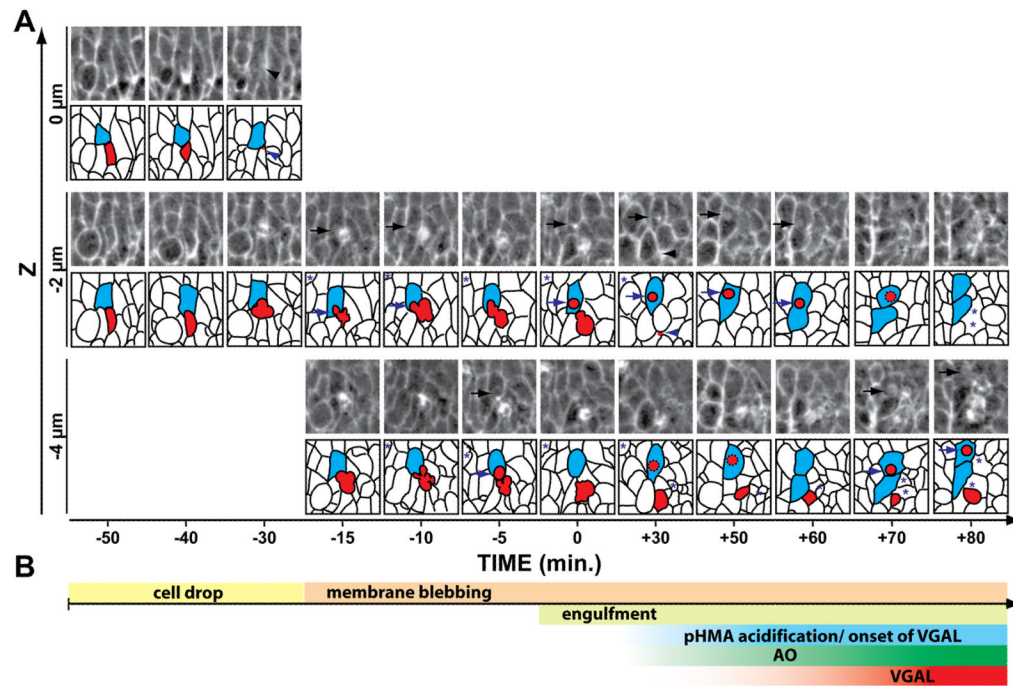 A
Z
0 µm
-2 µm
-4 µm
-50 -40 -30 -15 -10 -5 0 +30 +50 +60 +70 +80
TIME (min.)
B
cell drop membrane blebbing
engulfment
pHMA acidification/ onset of VGAL
AO
VGAL